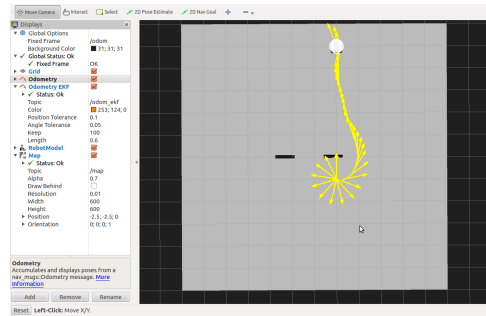 Move Camera Interact Select 2D Pose Estimate 2D Nav Goal
Displays
Global Options
Fixed Frame /odom
Background Color 31; 31; 31
Global Status: Ok
Fixed Frame OK
Grid
Odometry
Odometry EKF
Status: Ok
Topic /odom_ekf
Color 253; 124; 0
Position Tolerance 0.1
Angle Tolerance 0.05
Keep 100
Length 0.6
RobotModel
Map
Status: Ok
Topic /map
Alpha 0.7
Draw Behind
Resolution 0.01
Width 600
Height 600
Position -2.5; -2.5; 0
Orientation 0; 0; 0; 1
Odometry
Accumulates and displays poses from a
nav_msgs::Odometry message. More
Information
Add Remove Rename
Reset Left-Click: Move X/Y.